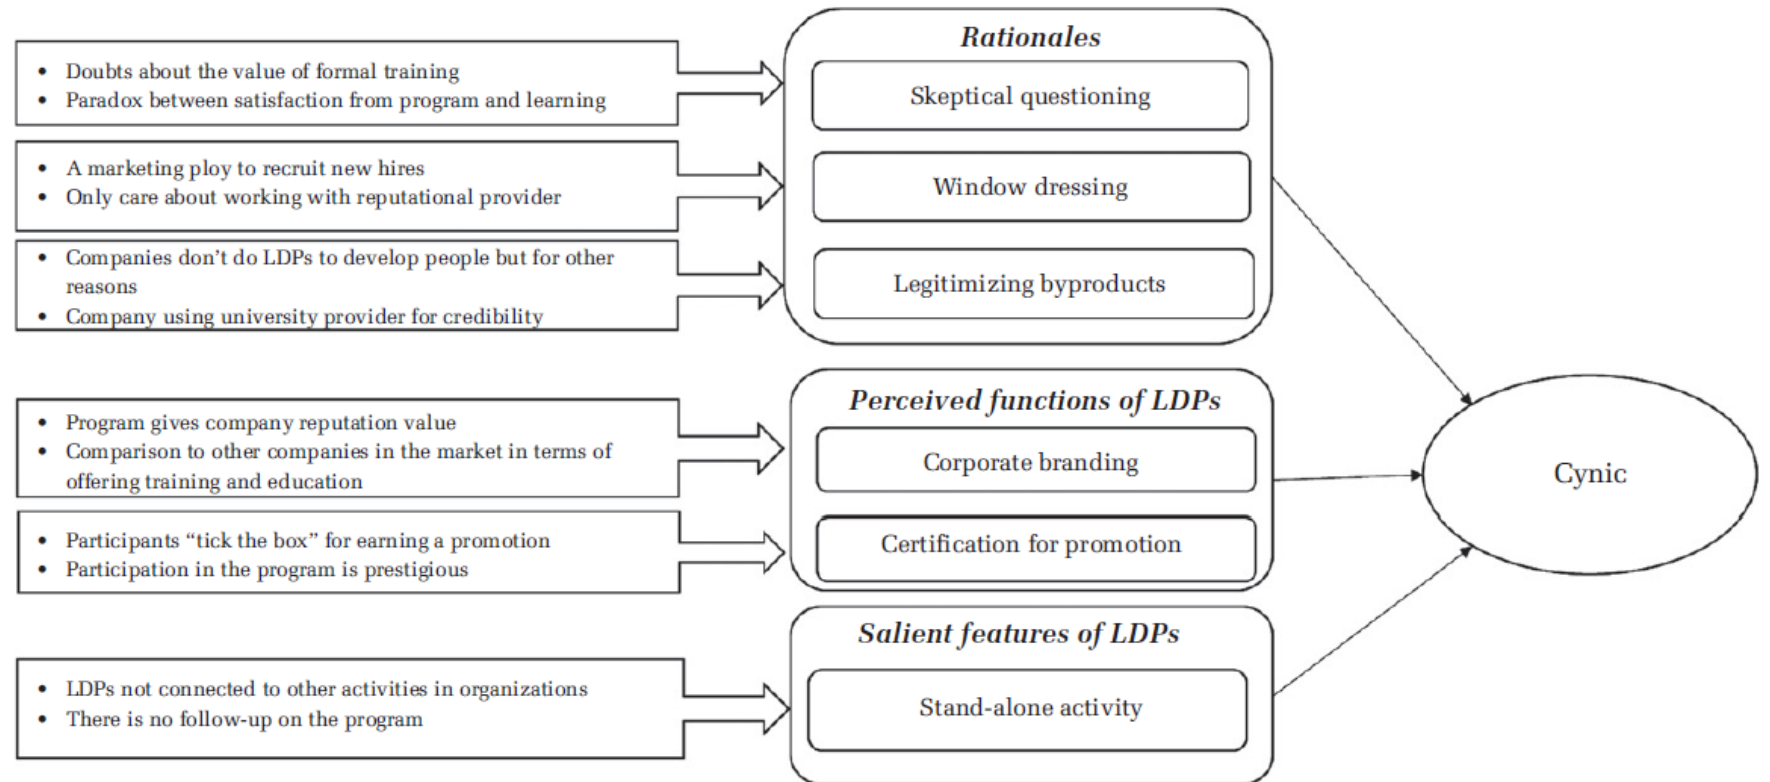 Rationales
• Doubts about the value of formal training
• Paradox between satisfaction from program and learning
Skeptical questioning
• A marketing ploy to recruit new hires
• Only care about working with reputational provider
Window dressing
• Companies don’t do LDPs to develop people but for other
reasons
• Company using university provider for credibility
Legitimizing byproducts
Perceived functions of LDPs
• Program gives company reputation value
• Comparison to other companies in the market in terms of
offering training and education
Corporate branding
• Participants “tick the box” for earning a promotion
• Participation in the program is prestigious
Certification for promotion
Salient features of LDPs
• LDPs not connected to other activities in organizations
• There is no follow-up on the program
Stand-alone activity
Cynic